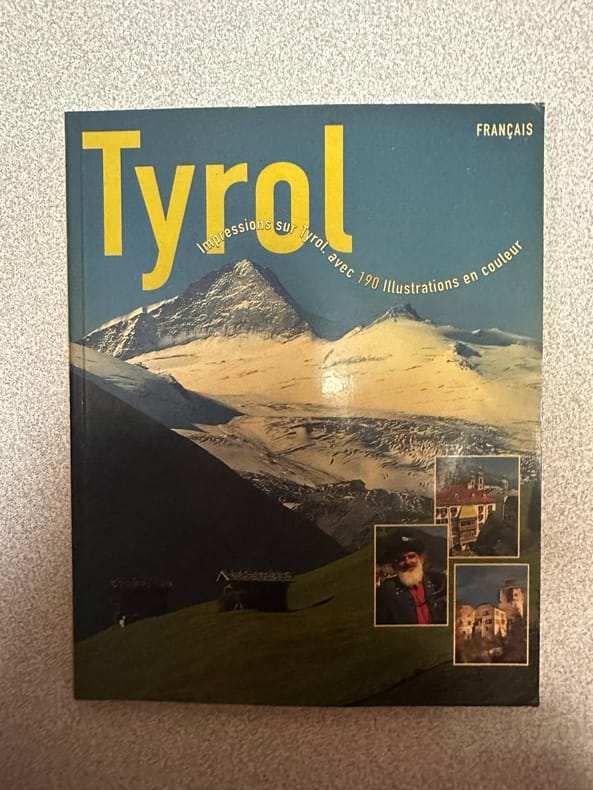 Tyrol
FRANÇAIS
Impressions sur Tyrol. avec 190 Illustrations en couleur